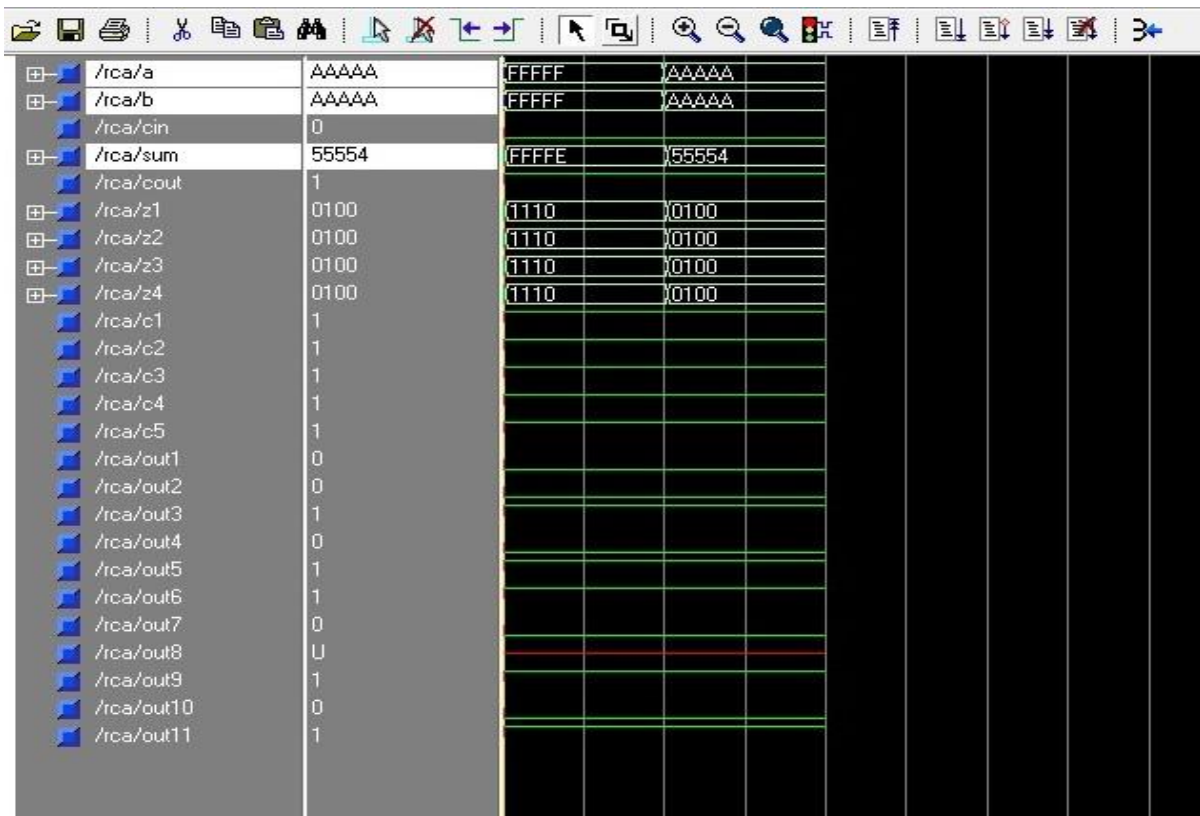 /rca/a AAAAA FFFFF AAAAA
/rca/b AAAAA FFFFF AAAAA
/rca/cin 0
/rca/sum 55554 FFFFE 55554
/rca/cout 1
/rca/z1 0100 1110 0100
/rca/z2 0100 1110 0100
/rca/z3 0100 1110 0100
/rca/z4 0100 1110 0100
/rca/c1 1
/rca/c2 1
/rca/c3 1
/rca/c4 1
/rca/c5 1
/rca/out1 0
/rca/out2 0
/rca/out3 1
/rca/out4 0
/rca/out5 1
/rca/out6 1
/rca/out7 0
/rca/out8 U
/rca/out9 1
/rca/out10 0
/rca/out11 1